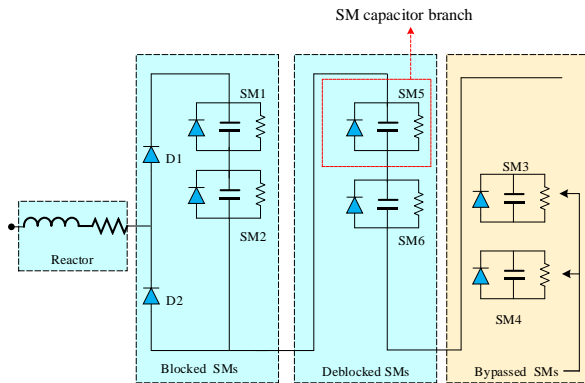 SM capacitor branch
SM1
SM5
D1
SM3
SM2
SM6
Reactor
D2
SM4
Blocked SMs
Deblocked SMs
Bypassed SMs